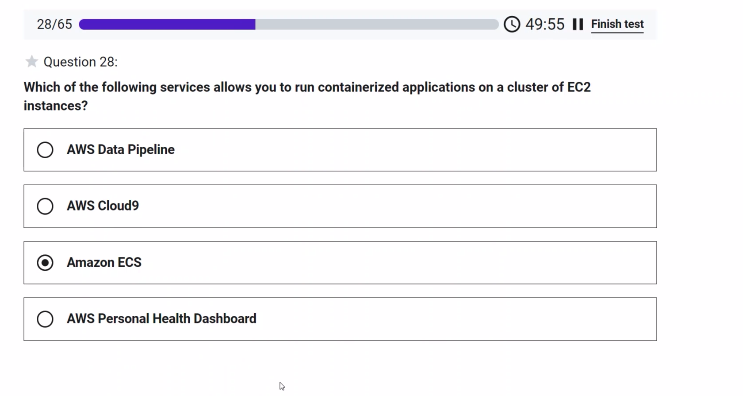 28/65 49:55 Finish test
Question 28:
Which of the following services allows you to run containerized applications on a cluster of EC2
instances?
AWS Data Pipeline
AWS Cloud9
Amazon ECS
AWS Personal Health Dashboard